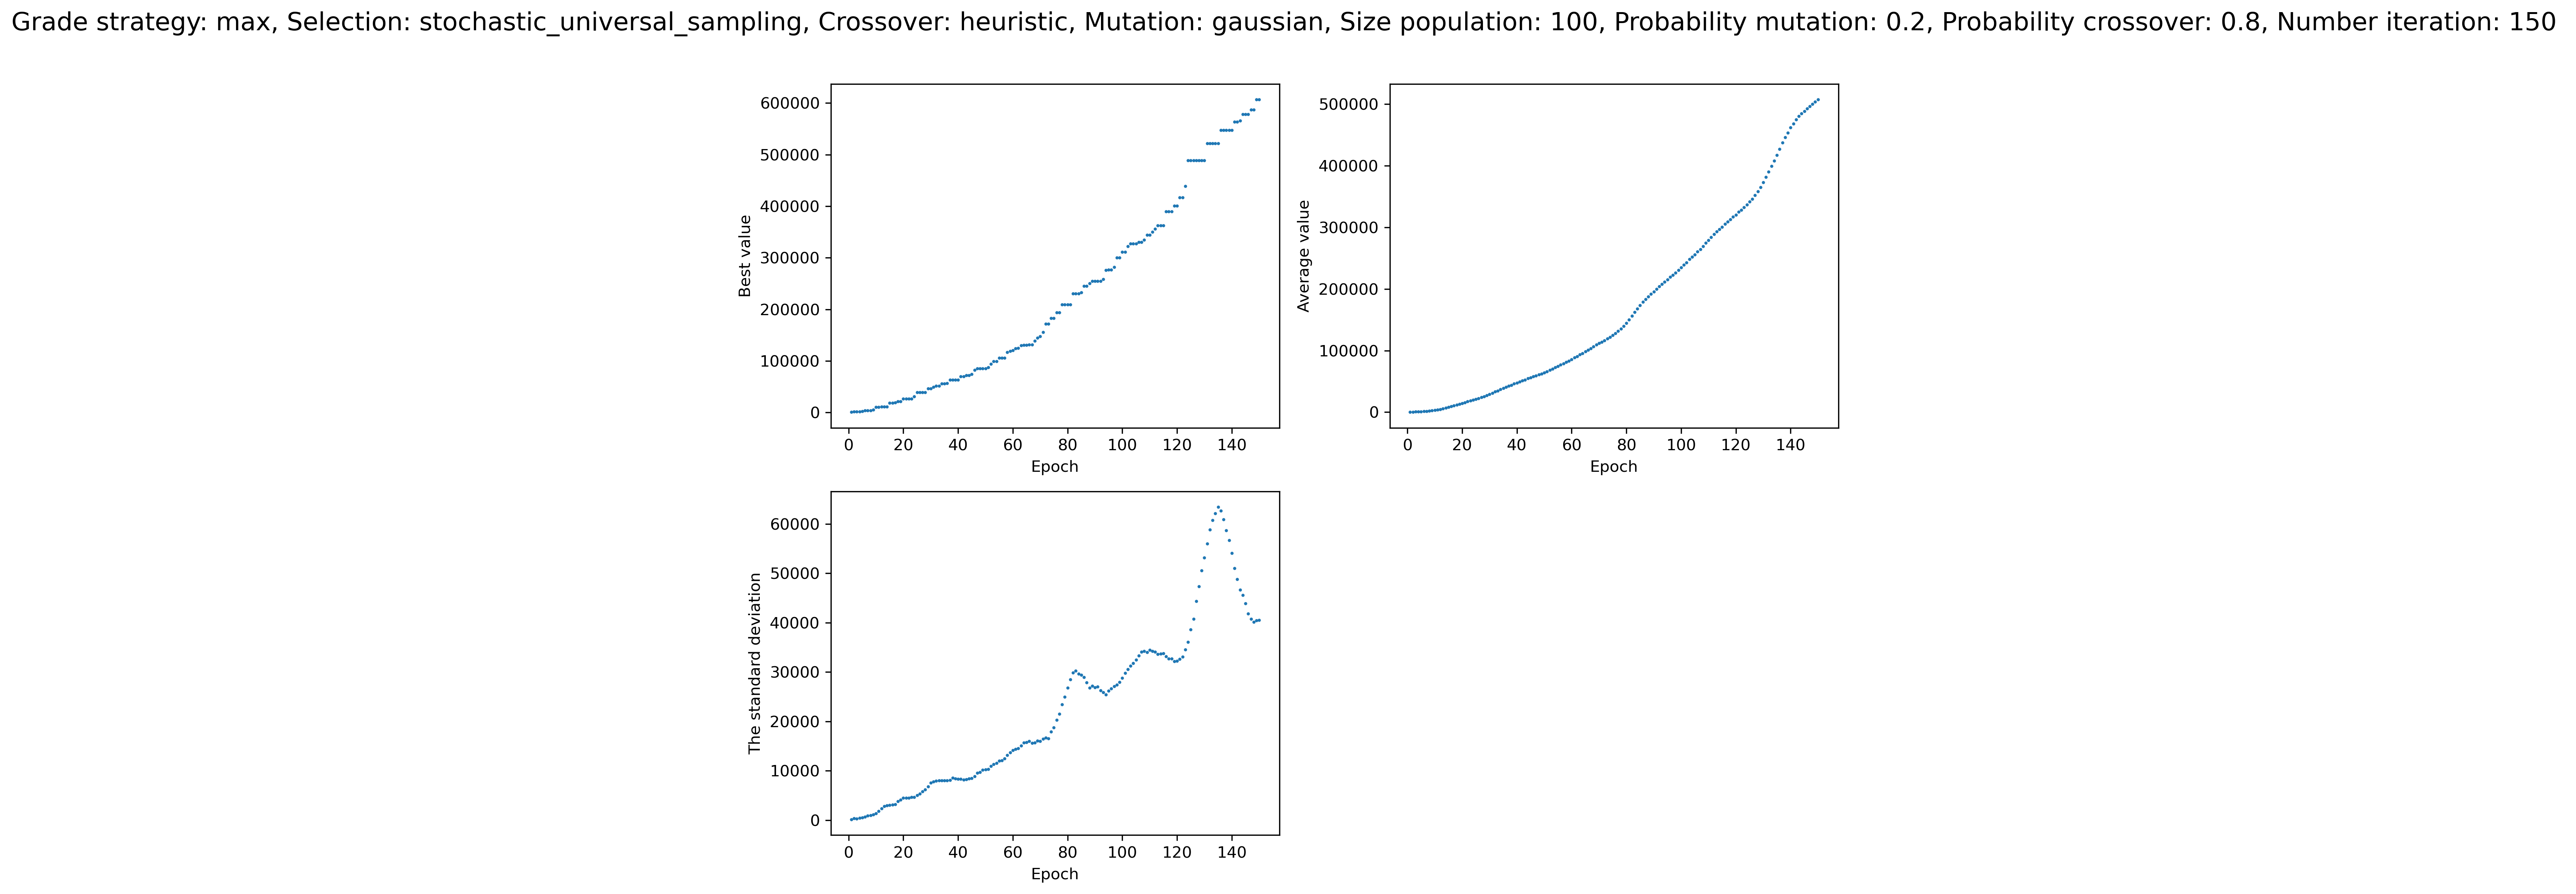 Grade strategy: max, Selection: stochastic_universal_sampling, Crossover: heuristic, Mutation: gaussian, Size population: 100, Probability mutation: 0.2, Probability crossover: 0.8, Number iteration: 150
Best value
600000
500000
400000
300000
200000
100000
0
0 20 40 60 80 100 120 140
Epoch
Average value
500000
400000
300000
200000
100000
0
0 20 40 60 80 100 120 140
Epoch
The standard deviation
60000
50000
40000
30000
20000
10000
0
0 20 40 60 80 100 120 140
Epoch